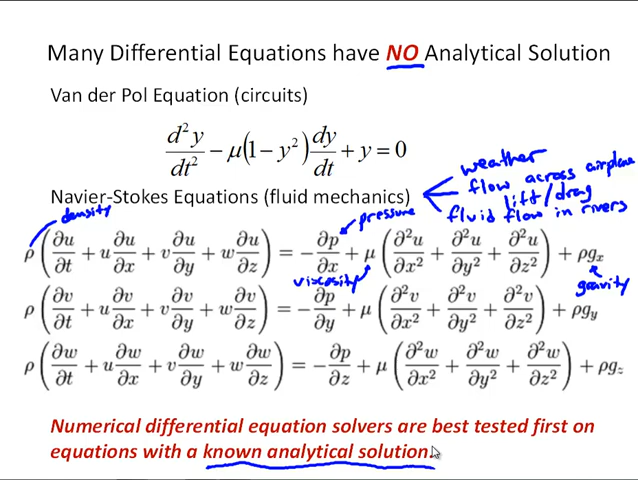 Many Differential Equations have NO Analytical Solution
Van der Pol Equation (circuits)
d²y/dt² − μ(1 − y²) dy/dt + y = 0
weather
flow across airplane
lift/drag
fluid flow in rivers
Navier-Stokes Equations (fluid mechanics)
density
pressure
ρ(∂u/∂t + u ∂u/∂x + v ∂u/∂y + w ∂u/∂z) = −∂p/∂x + μ(∂²u/∂x² + ∂²u/∂y² + ∂²u/∂z²) + ρgₓ
viscosity
gravity
ρ(∂v/∂t + u ∂v/∂x + v ∂v/∂y + w ∂v/∂z) = −∂p/∂y + μ(∂²v/∂x² + ∂²v/∂y² + ∂²v/∂z²) + ρg_y
ρ(∂w/∂t + u ∂w/∂x + v ∂w/∂y + w ∂w/∂z) = −∂p/∂z + μ(∂²w/∂x² + ∂²w/∂y² + ∂²w/∂z²) + ρg_z
Numerical differential equation solvers are best tested first on
equations with a known analytical solution